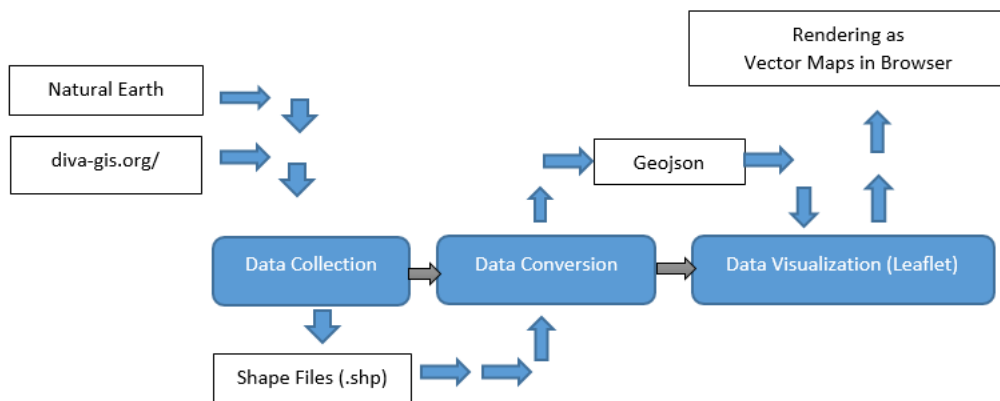 Rendering as
Vector Maps in Browser
Natural Earth
diva-gis.org/
Geojson
Data Collection
Data Conversion
Data Visualization (Leaflet)
Shape Files (.shp)